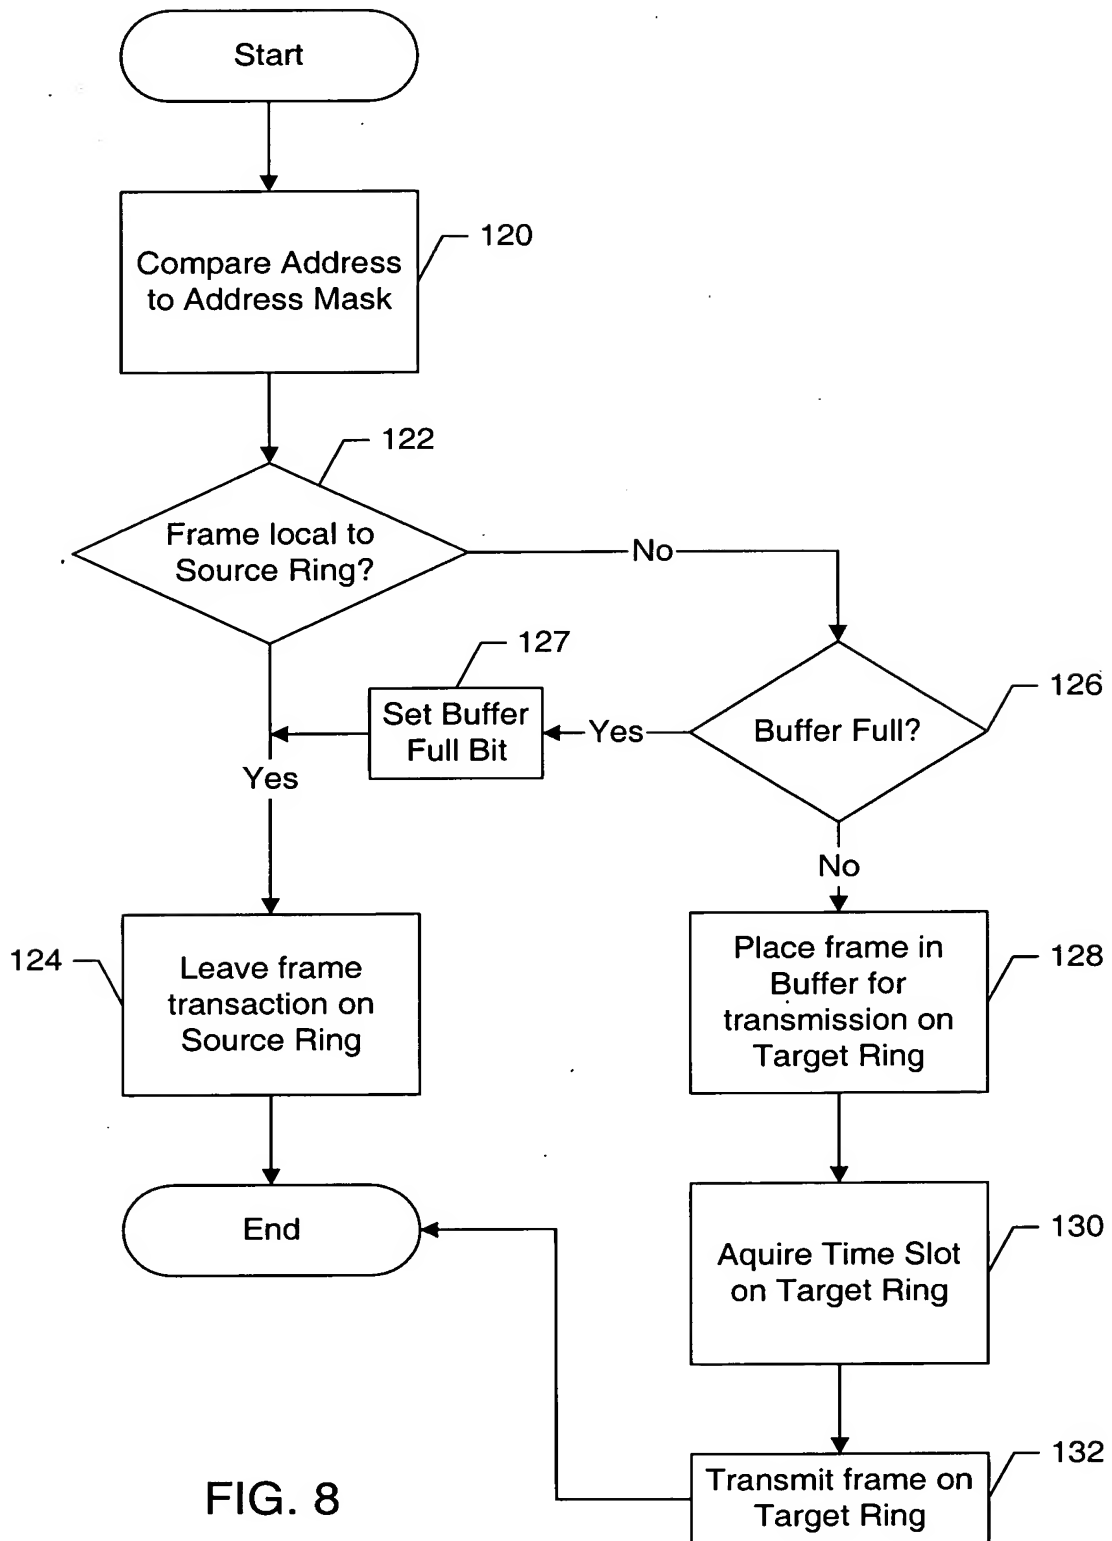 Start
120
Compare Address
to Address Mask
122
Frame local to
Source Ring?
No
127
126
Set Buffer
Full Bit
Yes
Buffer Full?
Yes
No
124
Leave frame
transaction on
Source Ring
128
Place frame in
Buffer for
transmission on
Target Ring
End
130
Aquire Time Slot
on Target Ring
132
Transmit frame on
Target Ring
FIG. 8